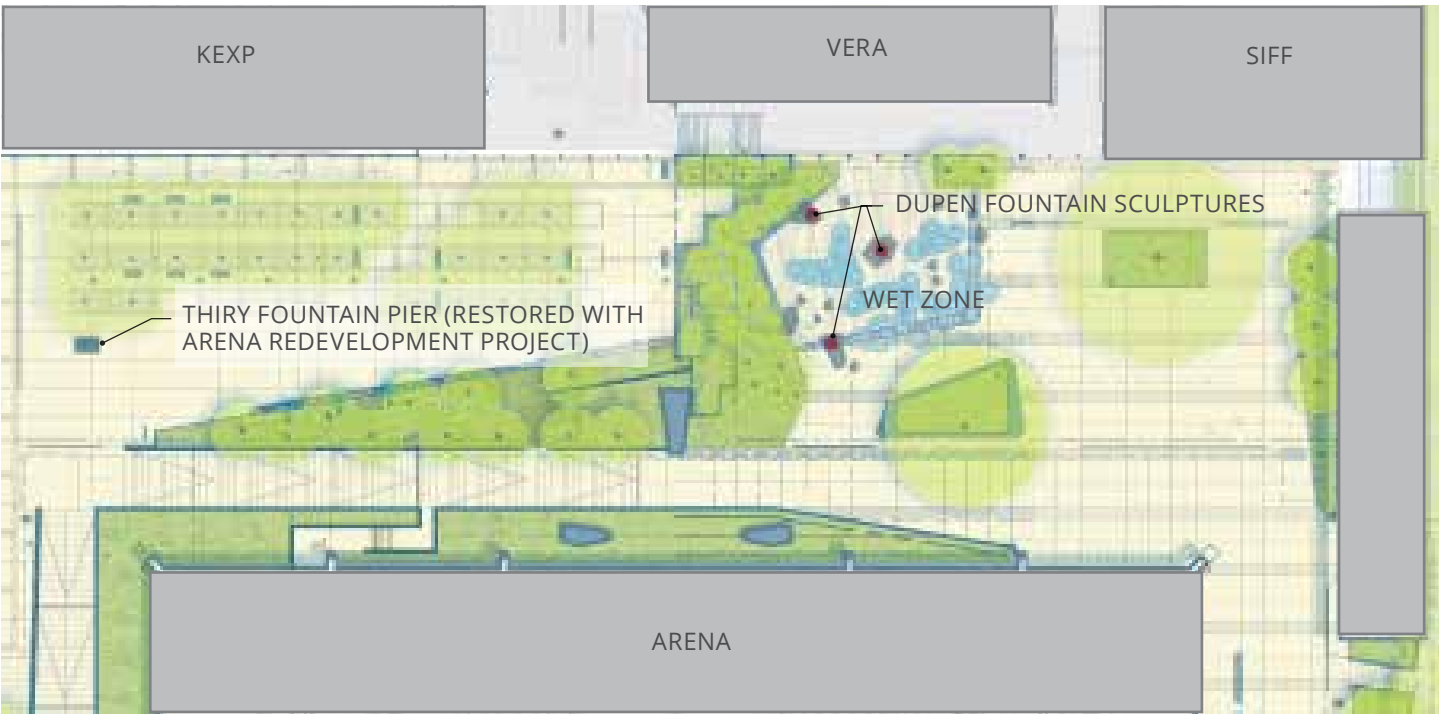 KEXP
VERA
SIFF
DUPEN FOUNTAIN SCULPTURES
WET ZONE
THIRY FOUNTAIN PIER (RESTORED WITH
ARENA REDEVELOPMENT PROJECT)
ARENA